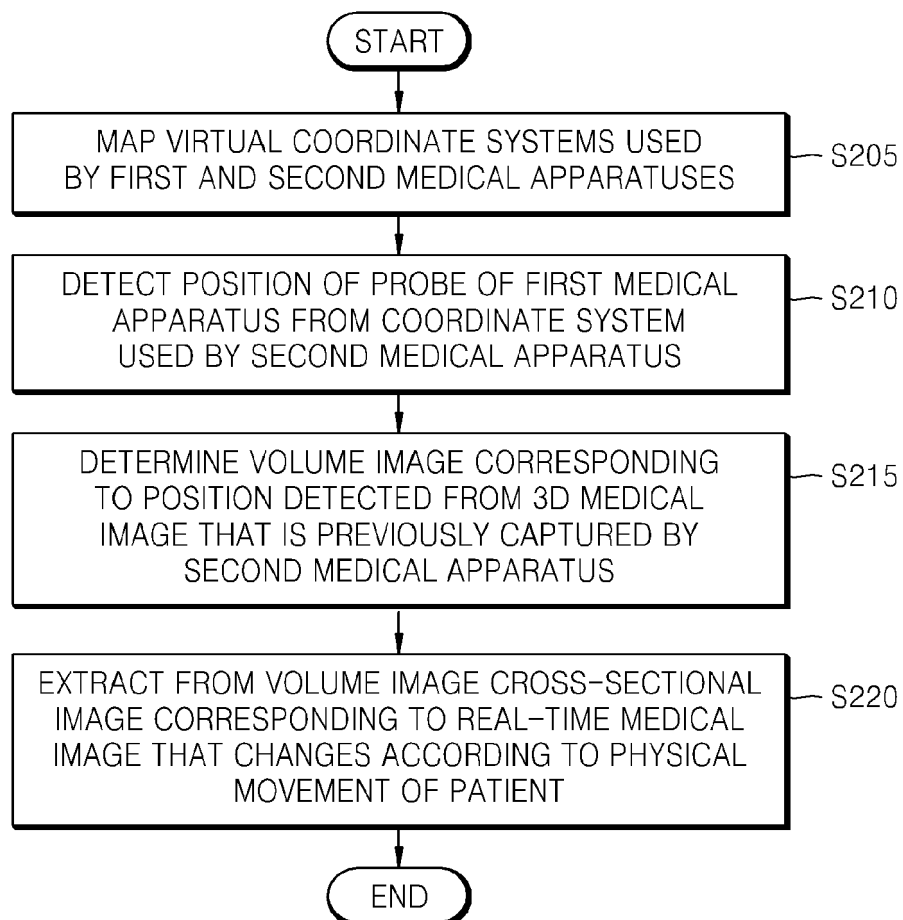 START
MAP VIRTUAL COORDINATE SYSTEMS USED
BY FIRST AND SECOND MEDICAL APPARATUSES
S205
DETECT POSITION OF PROBE OF FIRST MEDICAL
APPARATUS FROM COORDINATE SYSTEM
USED BY SECOND MEDICAL APPARATUS
S210
DETERMINE VOLUME IMAGE CORRESPONDING
TO POSITION DETECTED FROM 3D MEDICAL
IMAGE THAT IS PREVIOUSLY CAPTURED BY
SECOND MEDICAL APPARATUS
S215
EXTRACT FROM VOLUME IMAGE CROSS-SECTIONAL
IMAGE CORRESPONDING TO REAL-TIME MEDICAL
IMAGE THAT CHANGES ACCORDING TO PHYSICAL
MOVEMENT OF PATIENT
S220
END